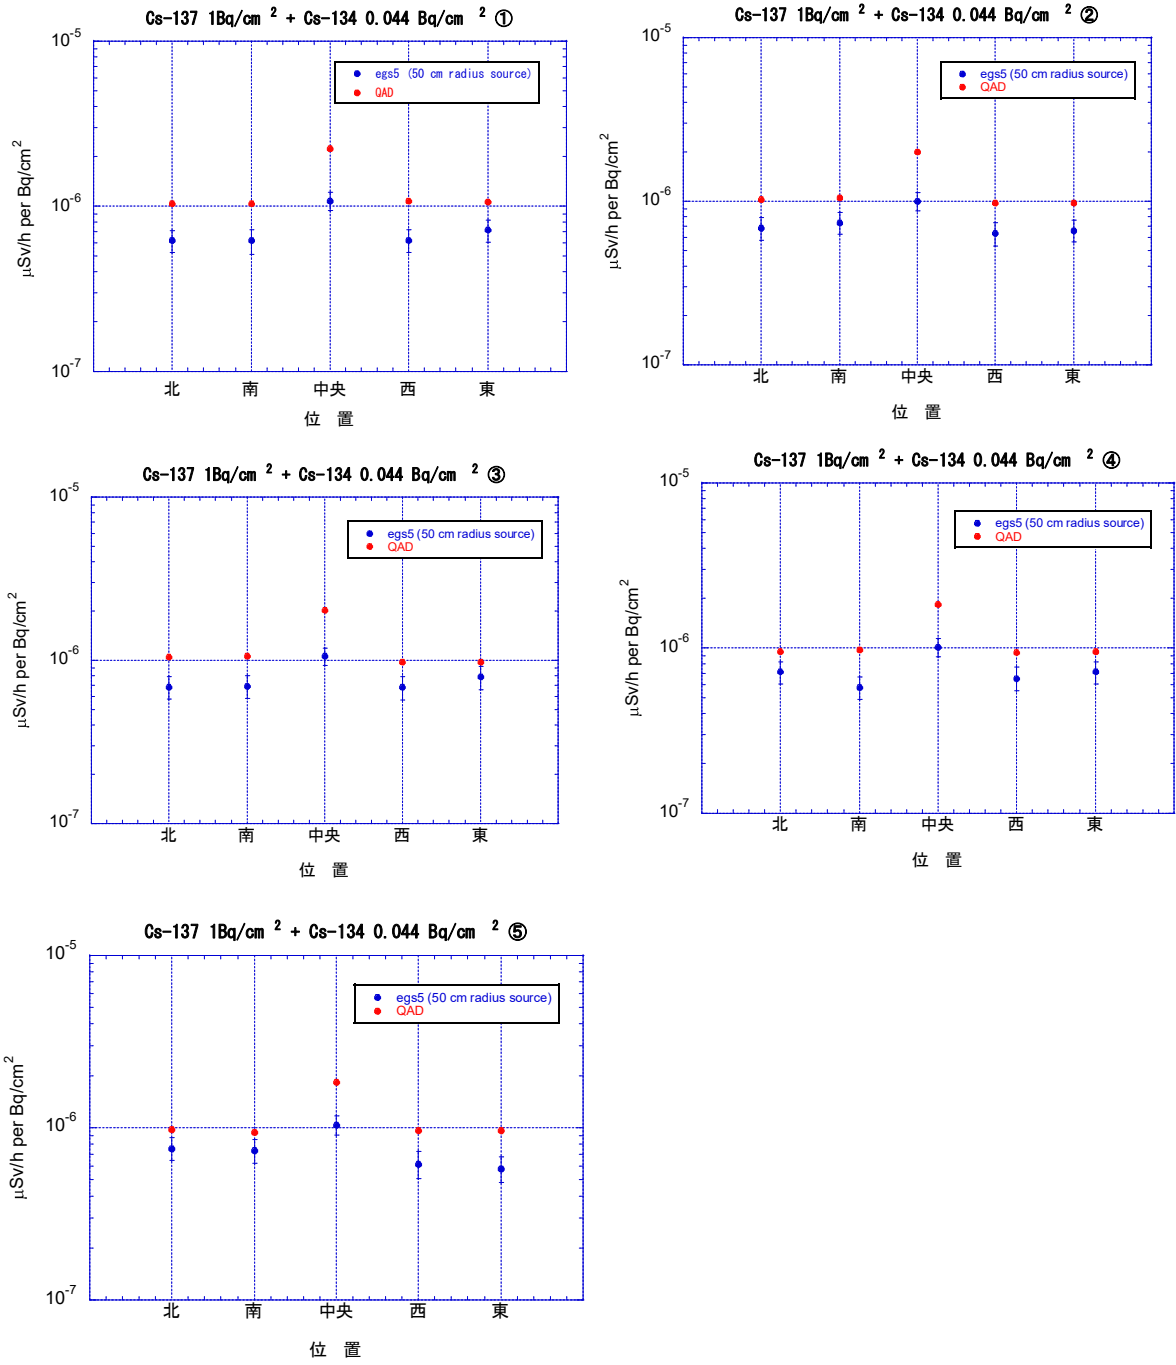 Cs-137 1Bq/cm 2 + Cs-134 0.044 Bq/cm 2 ①
10-5
egs5 (50 cm radius source)
QAD
μSv/h per Bq/cm2
10-6
10-7
北 南 中央 西 東
位 置
Cs-137 1Bq/cm 2 + Cs-134 0.044 Bq/cm 2 ②
10-5
egs5 (50 cm radius source)
QAD
μSv/h per Bq/cm2
10-6
10-7
北 南 中央 西 東
位 置
Cs-137 1Bq/cm 2 + Cs-134 0.044 Bq/cm 2 ③
10-5
egs5 (50 cm radius source)
QAD
μSv/h per Bq/cm2
10-6
10-7
北 南 中央 西 東
位 置
Cs-137 1Bq/cm 2 + Cs-134 0.044 Bq/cm 2 ④
10-5
egs5 (50 cm radius source)
QAD
μSv/h per Bq/cm2
10-6
10-7
北 南 中央 西 東
位 置
Cs-137 1Bq/cm 2 + Cs-134 0.044 Bq/cm 2 ⑤
10-5
egs5 (50 cm radius source)
QAD
μSv/h per Bq/cm2
10-6
10-7
北 南 中央 西 東
位 置